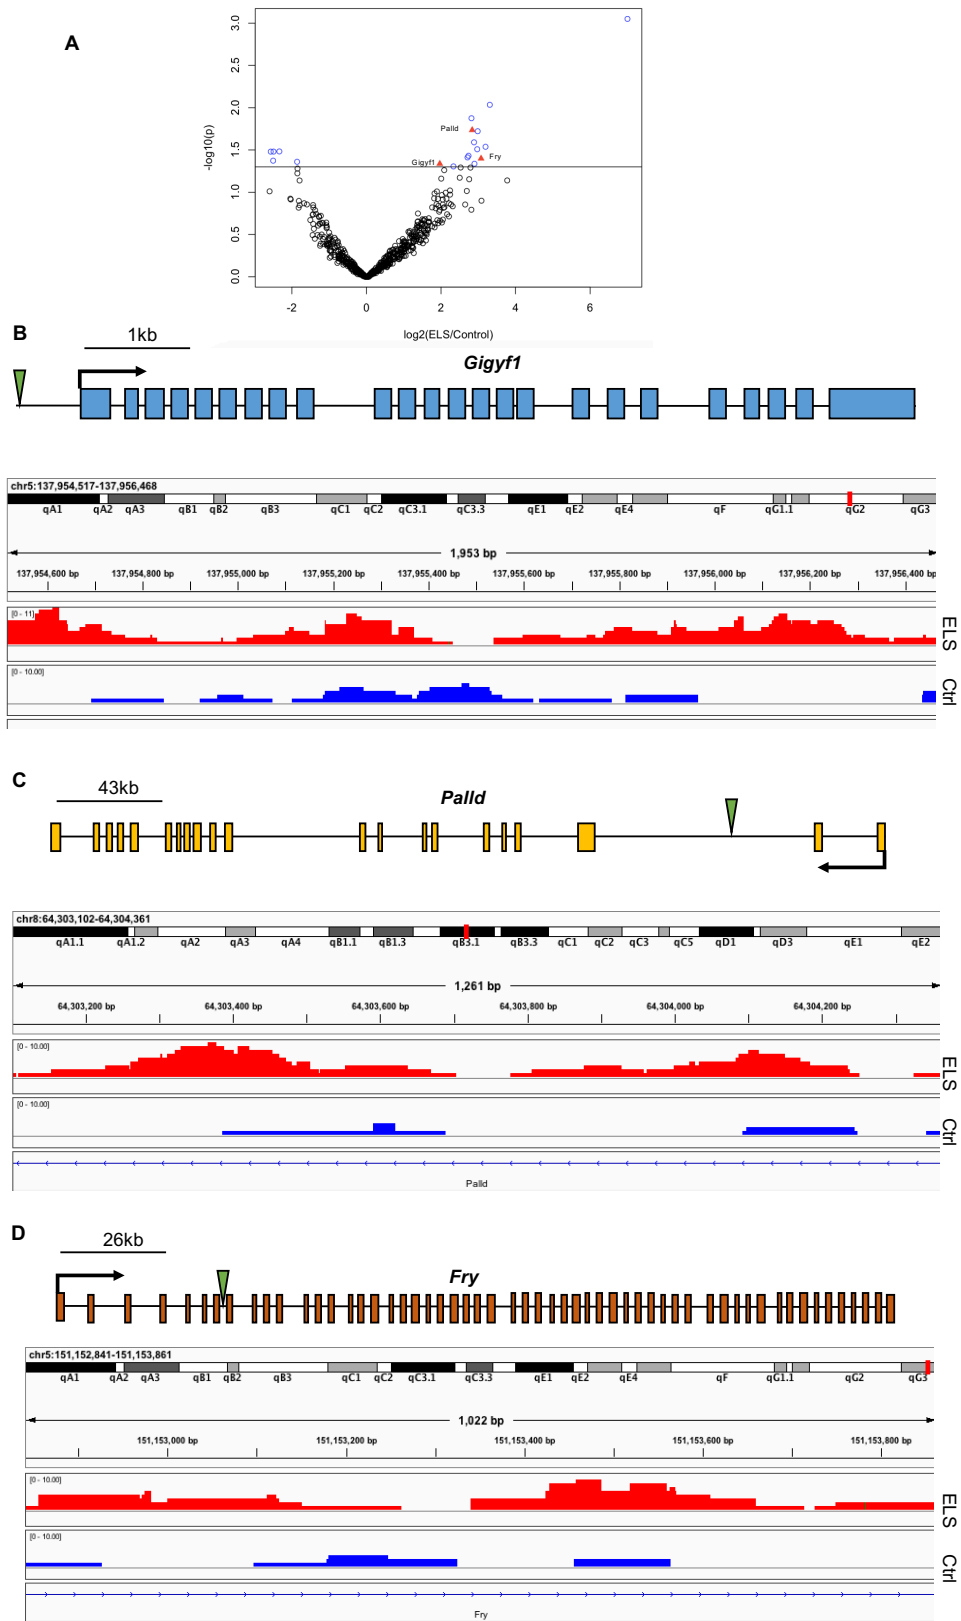 A
3.0
2.5
2.0
1.5
1.0
0.5
0.0
-log10(p)
Palld
Gigyf1
Fry
-2 0 2 4 6
log2(ELS/Control)
B
1kb
Gigyf1
chr5:137,954,517-137,956,468
qA1 qA2 qA3 qB1 qB2 qB3 qC1 qC2 qC3.1 qC3.3 qE1 qE2 qE4 qF qG1.1 qG2 qG3
1,953 bp
137,954,600 bp 137,954,800 bp 137,955,000 bp 137,955,200 bp 137,955,400 bp 137,955,600 bp 137,955,800 bp 137,956,000 bp 137,956,200 bp 137,956,400 bp
[0 - 11]
ELS
[0 - 10.00]
Ctrl
C
43kb
Palld
chr8:64,303,102-64,304,361
qA1.1 qA1.2 qA2 qA3 qA4 qB1.1 qB1.3 qB3.1 qB3.3 qC1 qC2 qC3 qC5 qD1 qD3 qE1 qE2
1,261 bp
64,303,200 bp 64,303,400 bp 64,303,600 bp 64,303,800 bp 64,304,000 bp 64,304,200 bp
[0 - 10.00]
ELS
[0 - 10.00]
Ctrl
Palld
D
26kb
Fry
chr5:151,152,841-151,153,861
qA1 qA2 qA3 qB1 qB2 qB3 qC1 qC2 qC3.1 qC3.3 qE1 qE2 qE4 qF qG1.1 qG2 qG3
1,022 bp
151,153,000 bp 151,153,200 bp 151,153,400 bp 151,153,600 bp 151,153,800 bp
[0 - 10.00]
ELS
[0 - 10.00]
Ctrl
Fry